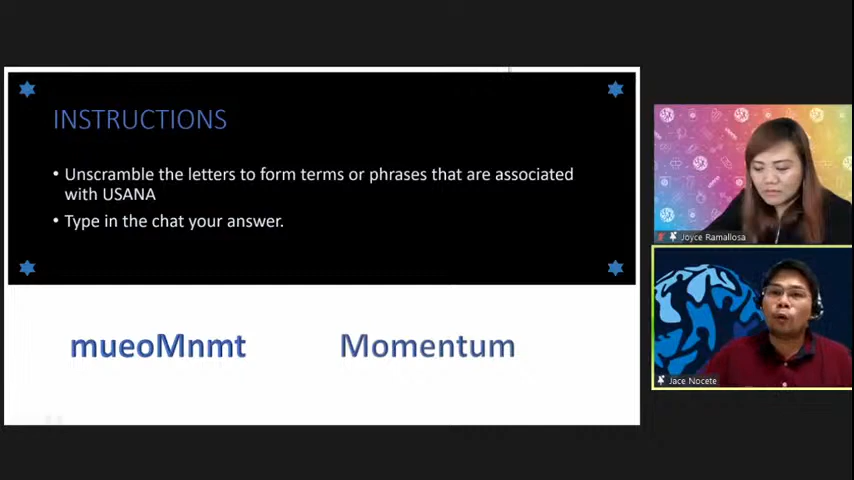 INSTRUCTIONS
• Unscramble the letters to form terms or phrases that are associated
with USANA
• Type in the chat your answer.
mueoMnmt Momentum
Joyce Ramallosa
Jace Nocete